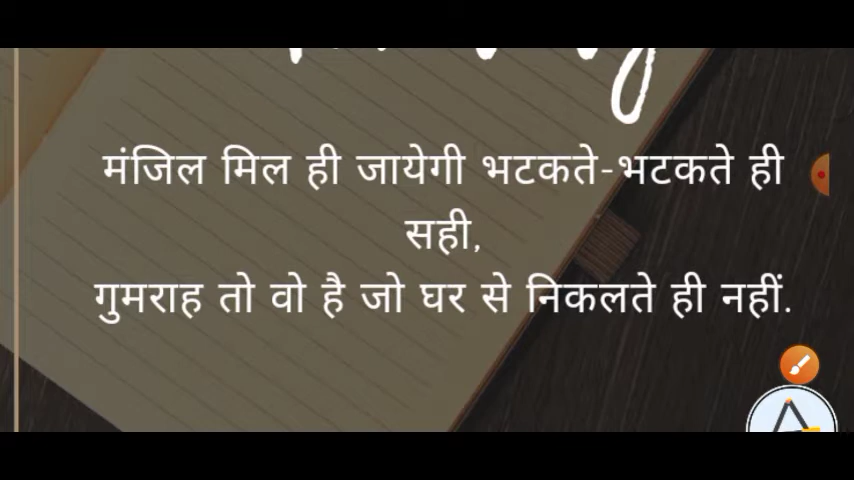 मंजिल मिल ही जायेगी भटकते-भटकते ही
सही,
गुमराह तो वो है जो घर से निकलते ही नहीं.